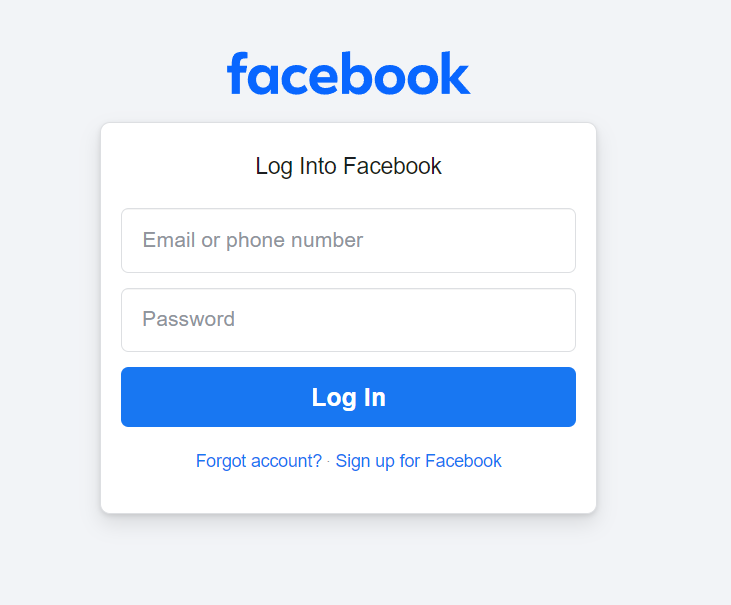 facebook
Log Into Facebook
Email or phone number
Password
Log In
Forgot account? · Sign up for Facebook